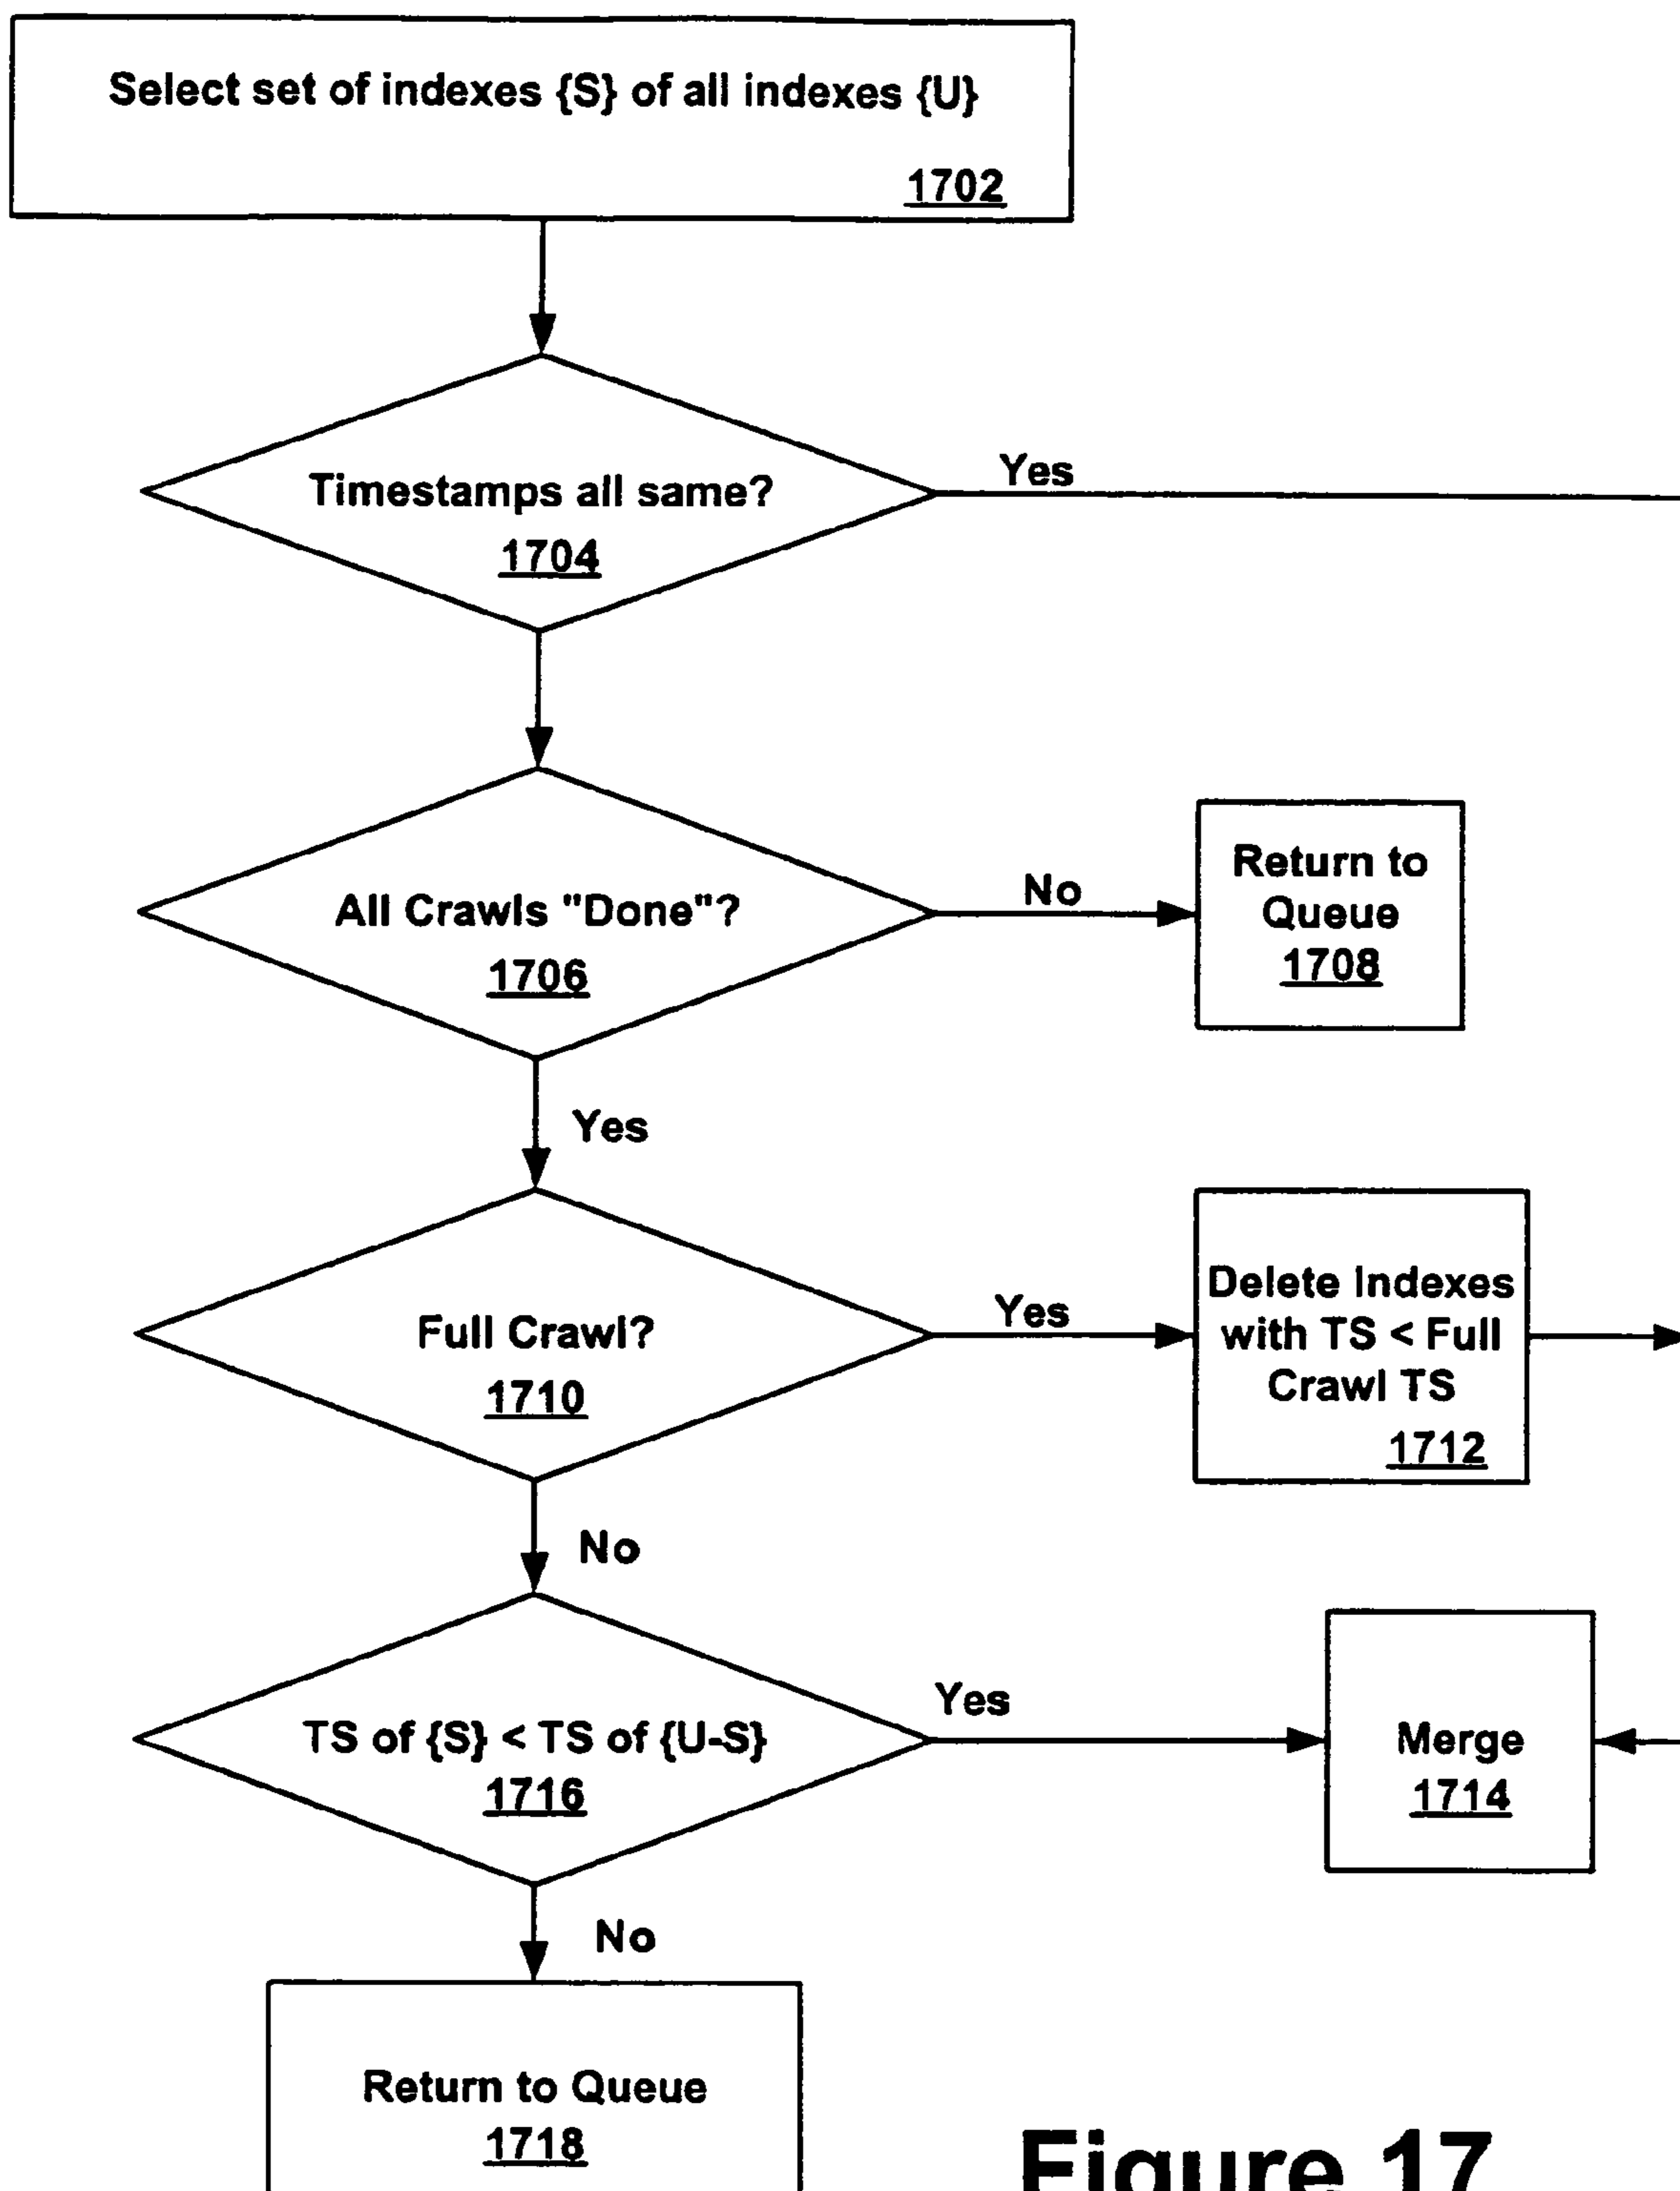 Select set of indexes {S} of all indexes {U}
1702
Timestamps all same?
1704
Yes
All Crawls "Done"?
1706
No
Return to
Queue
1708
Yes
Full Crawl?
1710
Yes
Delete Indexes
with TS < Full
Crawl TS
1712
No
TS of {S} < TS of {U-S}
1716
Yes
Merge
1714
No
Return to Queue
1718
Figure 17